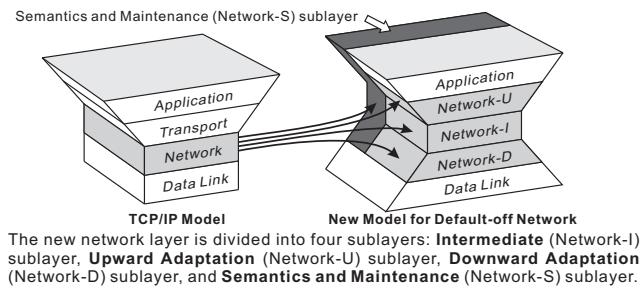 Semantics and Maintenance (Network-S) sublayer
Application
Transport
Network
Data Link
TCP/IP Model
Application
Network-U
Network-I
Network-D
Data Link
New Model for Default-off Network
The new network layer is divided into four sublayers: Intermediate (Network-I)
sublayer, Upward Adaptation (Network-U) sublayer, Downward Adaptation
(Network-D) sublayer, and Semantics and Maintenance (Network-S) sublayer.